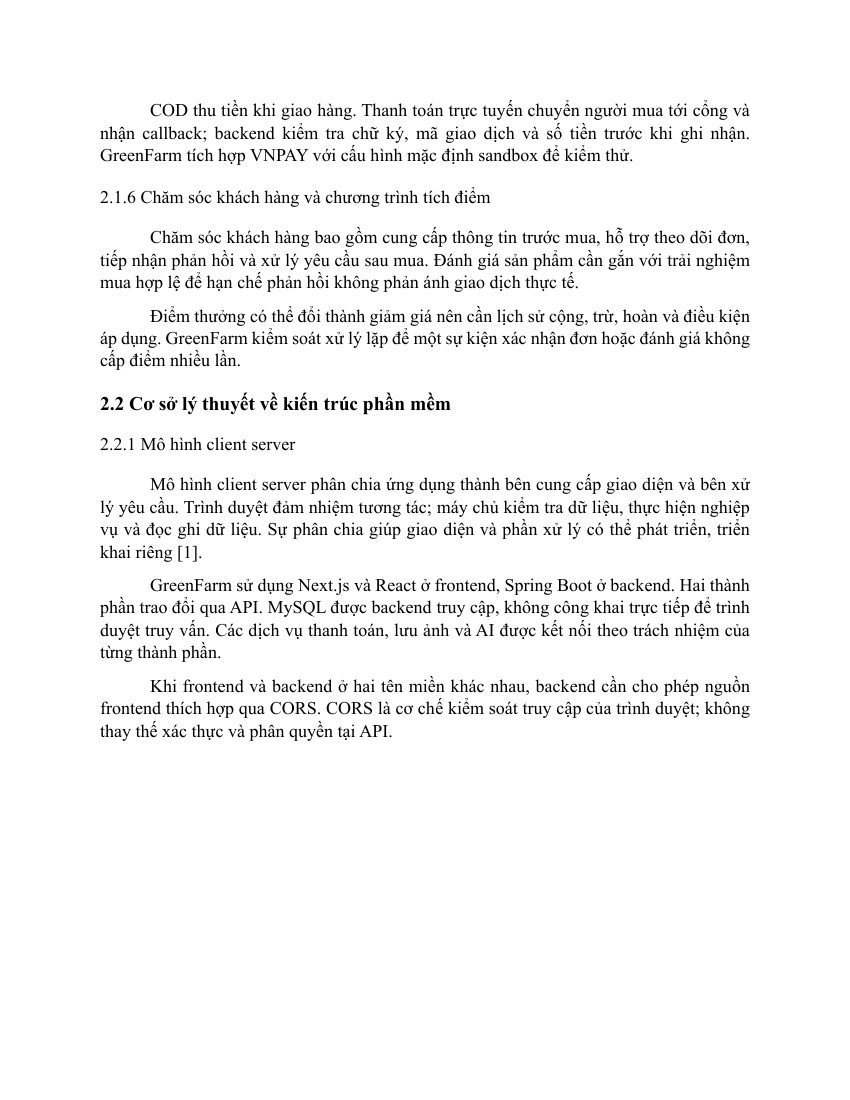 COD thu tiền khi giao hàng. Thanh toán trực tuyến chuyển người mua tới cổng và
nhận callback; backend kiểm tra chữ ký, mã giao dịch và số tiền trước khi ghi nhận.
GreenFarm tích hợp VNPAY với cấu hình mặc định sandbox để kiểm thử.
2.1.6 Chăm sóc khách hàng và chương trình tích điểm
Chăm sóc khách hàng bao gồm cung cấp thông tin trước mua, hỗ trợ theo dõi đơn,
tiếp nhận phản hồi và xử lý yêu cầu sau mua. Đánh giá sản phẩm cần gắn với trải nghiệm
mua hợp lệ để hạn chế phản hồi không phản ánh giao dịch thực tế.
Điểm thưởng có thể đổi thành giảm giá nên cần lịch sử cộng, trừ, hoàn và điều kiện
áp dụng. GreenFarm kiểm soát xử lý lặp để một sự kiện xác nhận đơn hoặc đánh giá không
cấp điểm nhiều lần.
2.2 Cơ sở lý thuyết về kiến trúc phần mềm
2.2.1 Mô hình client server
Mô hình client server phân chia ứng dụng thành bên cung cấp giao diện và bên xử
lý yêu cầu. Trình duyệt đảm nhiệm tương tác; máy chủ kiểm tra dữ liệu, thực hiện nghiệp
vụ và đọc ghi dữ liệu. Sự phân chia giúp giao diện và phần xử lý có thể phát triển, triển
khai riêng [1].
GreenFarm sử dụng Next.js và React ở frontend, Spring Boot ở backend. Hai thành
phần trao đổi qua API. MySQL được backend truy cập, không công khai trực tiếp để trình
duyệt truy vấn. Các dịch vụ thanh toán, lưu ảnh và AI được kết nối theo trách nhiệm của
từng thành phần.
Khi frontend và backend ở hai tên miền khác nhau, backend cần cho phép nguồn
frontend thích hợp qua CORS. CORS là cơ chế kiểm soát truy cập của trình duyệt; không
thay thế xác thực và phân quyền tại API.